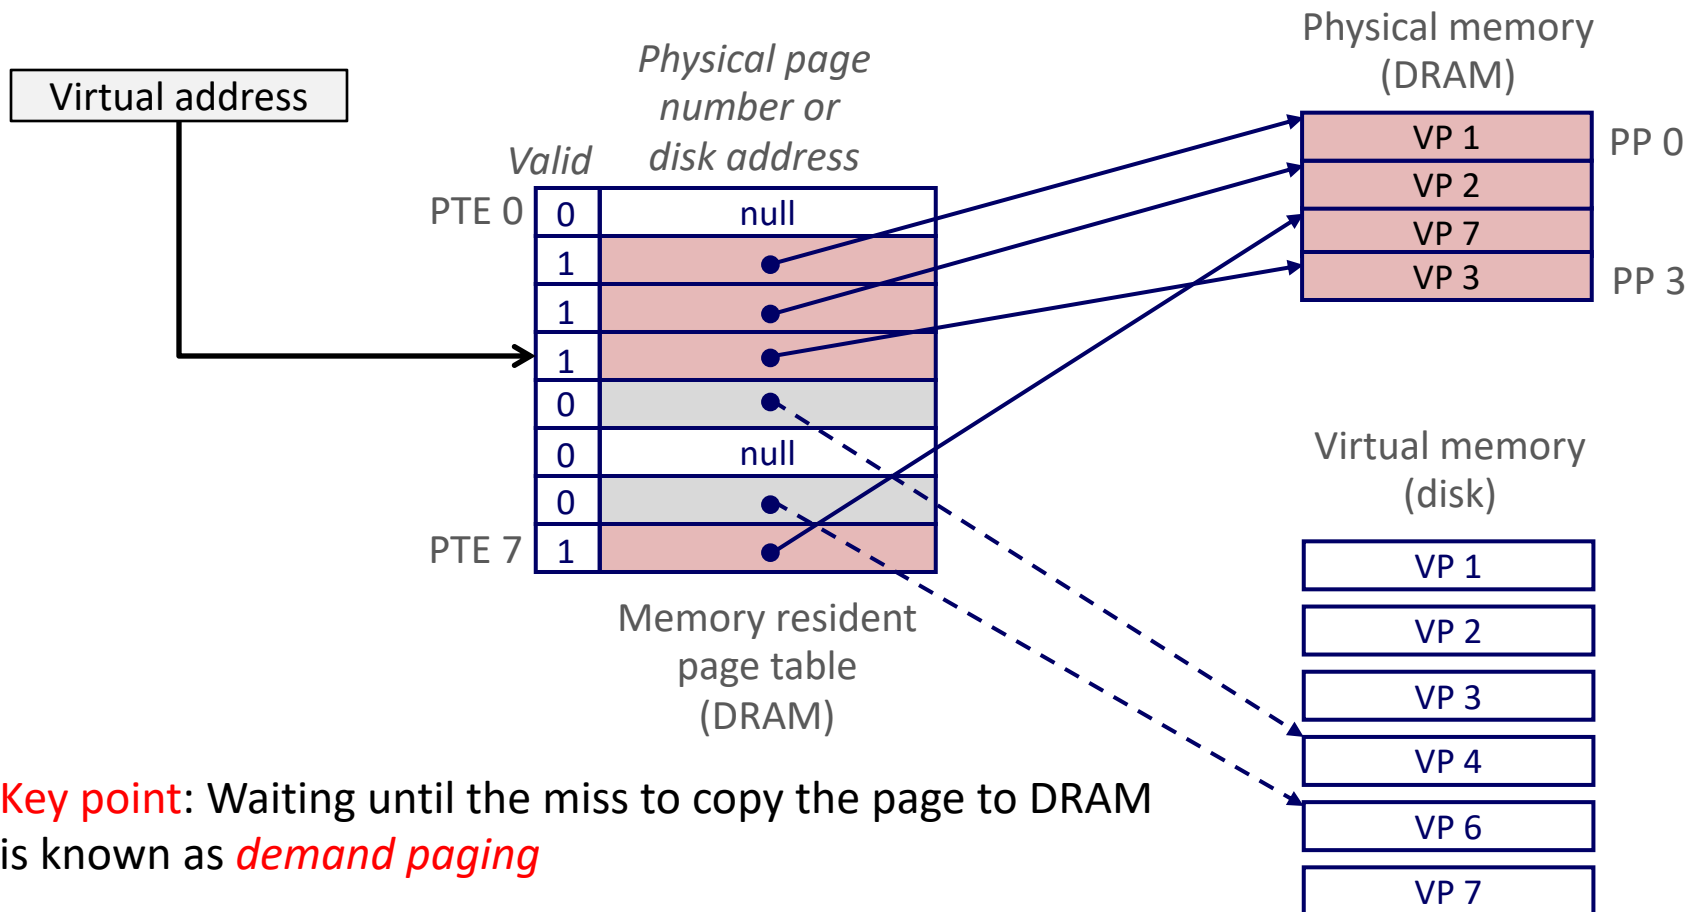 Virtual address
Physical page
number or
disk address
Valid
PTE 0
0 null
1
1
1
0
0 null
0
PTE 7 1
Memory resident
page table
(DRAM)
Physical memory
(DRAM)
VP 1 PP 0
VP 2
VP 7
VP 3 PP 3
Virtual memory
(disk)
VP 1
VP 2
VP 3
VP 4
VP 6
VP 7
Key point: Waiting until the miss to copy the page to DRAM
is known as demand paging